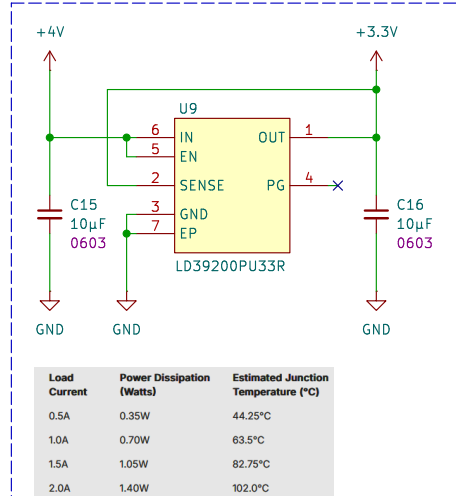 +4V
+3.3V
U9
6 IN OUT 1
5 EN
2 SENSE PG 4
3 GND
7 EP
LD39200PU33R
C15
10µF
0603
C16
10µF
0603
GND
GND
GND
Load Current Power Dissipation (Watts) Estimated Junction Temperature (°C)
0.5A 0.35W 44.25°C
1.0A 0.70W 63.5°C
1.5A 1.05W 82.75°C
2.0A 1.40W 102.0°C